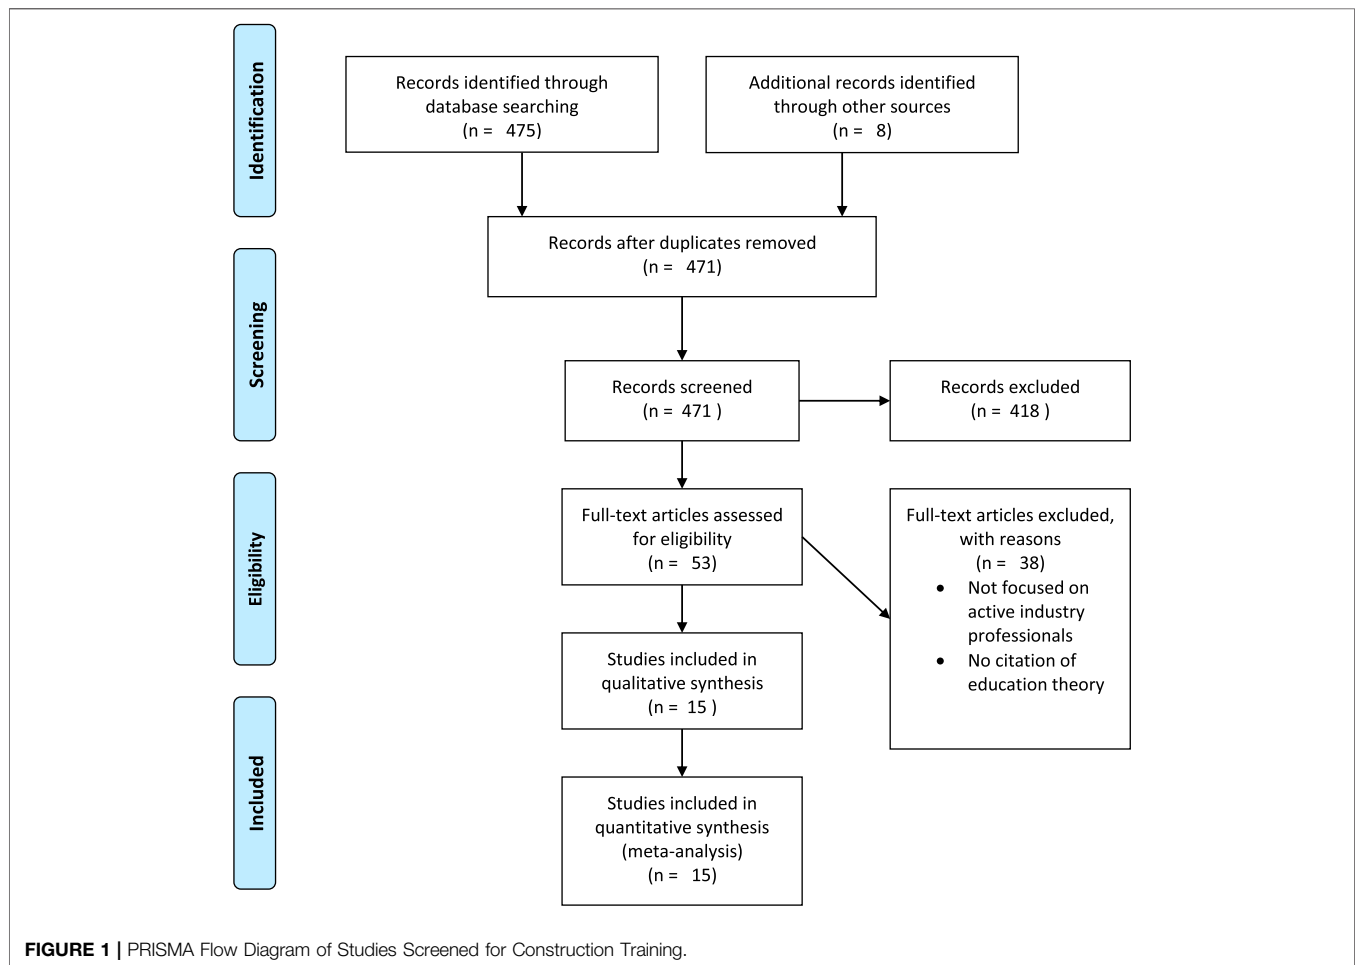 Identification
Records identified through
database searching
(n = 475)
Additional records identified
through other sources
(n = 8)
Records after duplicates removed
(n = 471)
Screening
Records screened
(n = 471 )
Records excluded
(n = 418 )
Eligibility
Full-text articles assessed
for eligibility
(n = 53)
Full-text articles excluded,
with reasons
(n = 38)
• Not focused on
active industry
professionals
• No citation of
education theory
Studies included in
qualitative synthesis
(n = 15 )
Included
Studies included in
quantitative synthesis
(meta-analysis)
(n = 15)
FIGURE 1 | PRISMA Flow Diagram of Studies Screened for Construction Training.